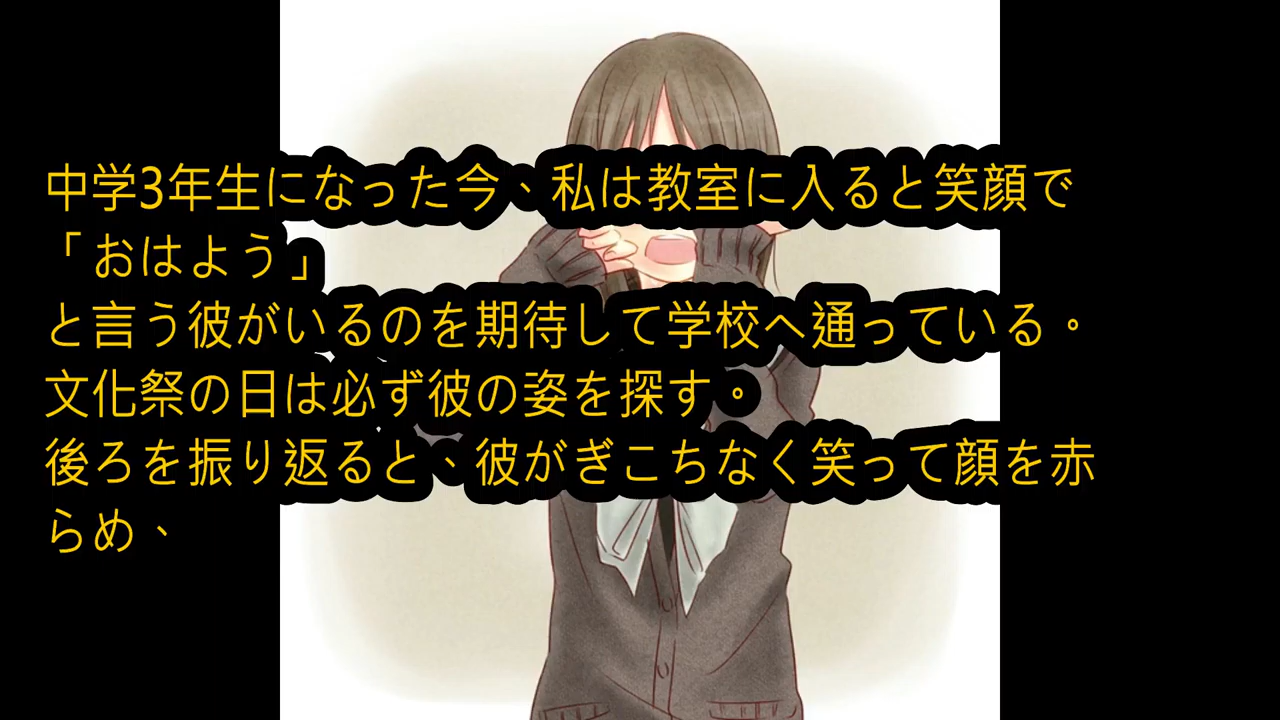 中学3年生になった今、私は教室に入ると笑顔で
「おはよう」
と言う彼がいるのを期待して学校へ通っている。
文化祭の日は必ず彼の姿を探す。
後ろを振り返ると、彼がぎこちなく笑って顔を赤
らめ、